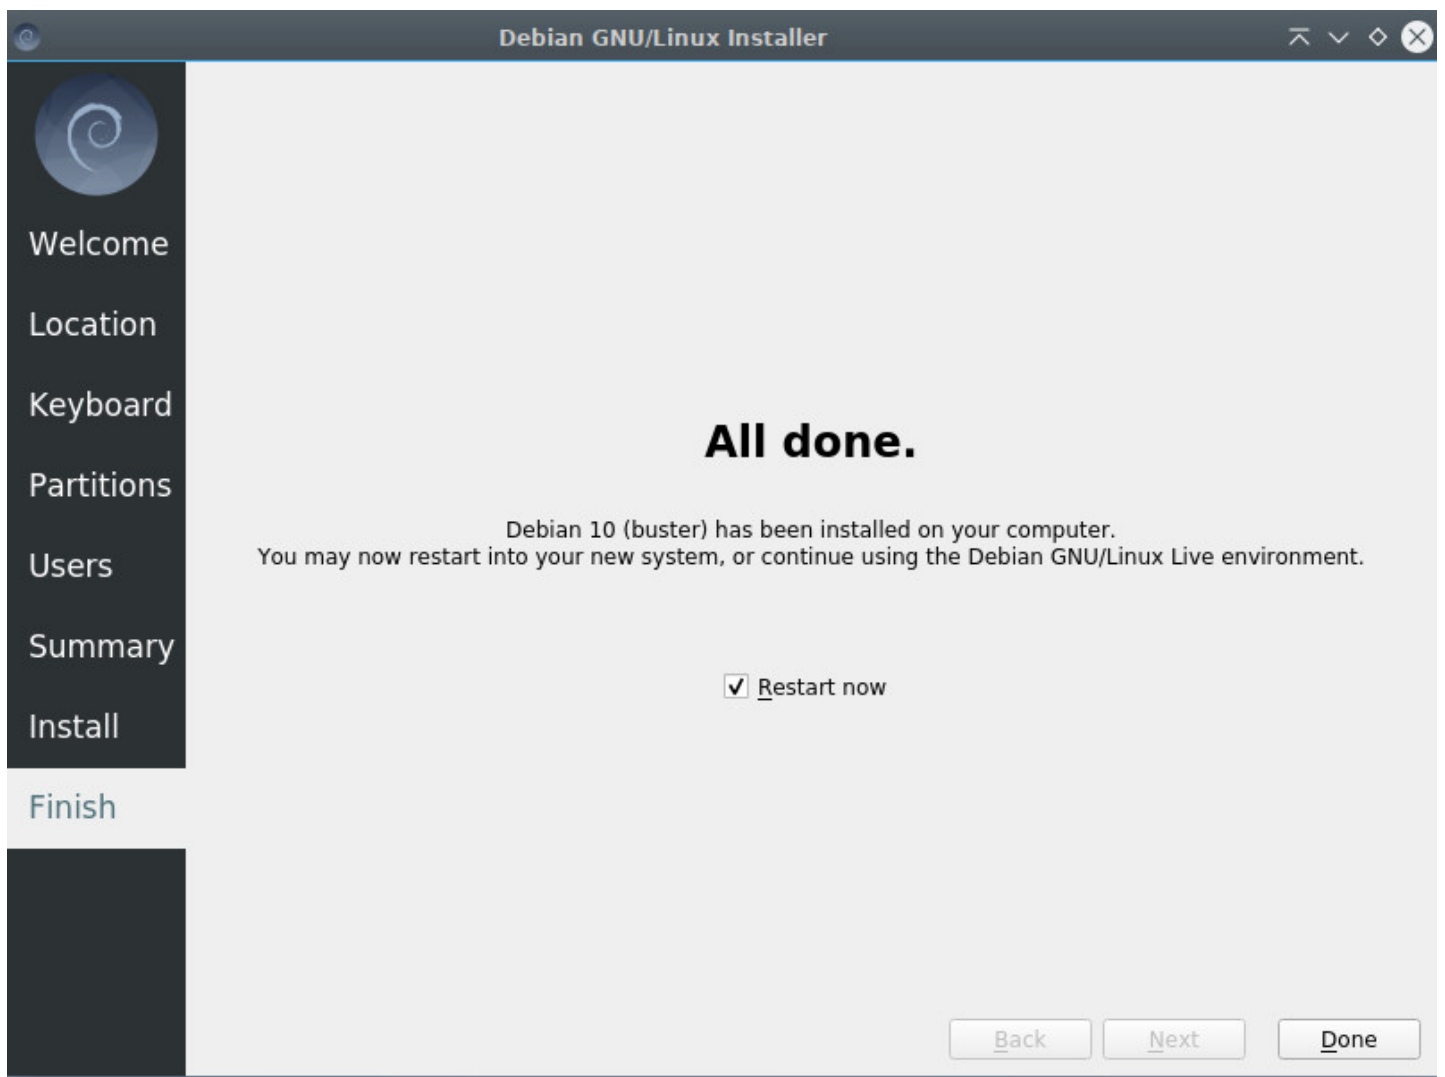 Debian GNU/Linux Installer
Welcome
Location
Keyboard
Partitions
Users
Summary
Install
Finish
All done.
Debian 10 (buster) has been installed on your computer.
You may now restart into your new system, or continue using the Debian GNU/Linux Live environment.
Restart now
Back
Next
Done